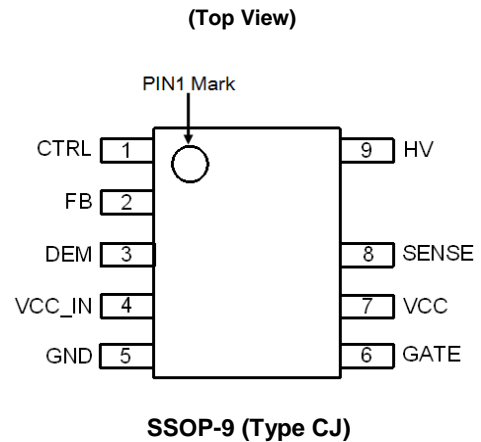 (Top View)
PIN1 Mark
CTRL 1
9 HV
FB 2
DEM 3
8 SENSE
VCC_IN 4
7 VCC
GND 5
6 GATE
SSOP-9 (Type CJ)